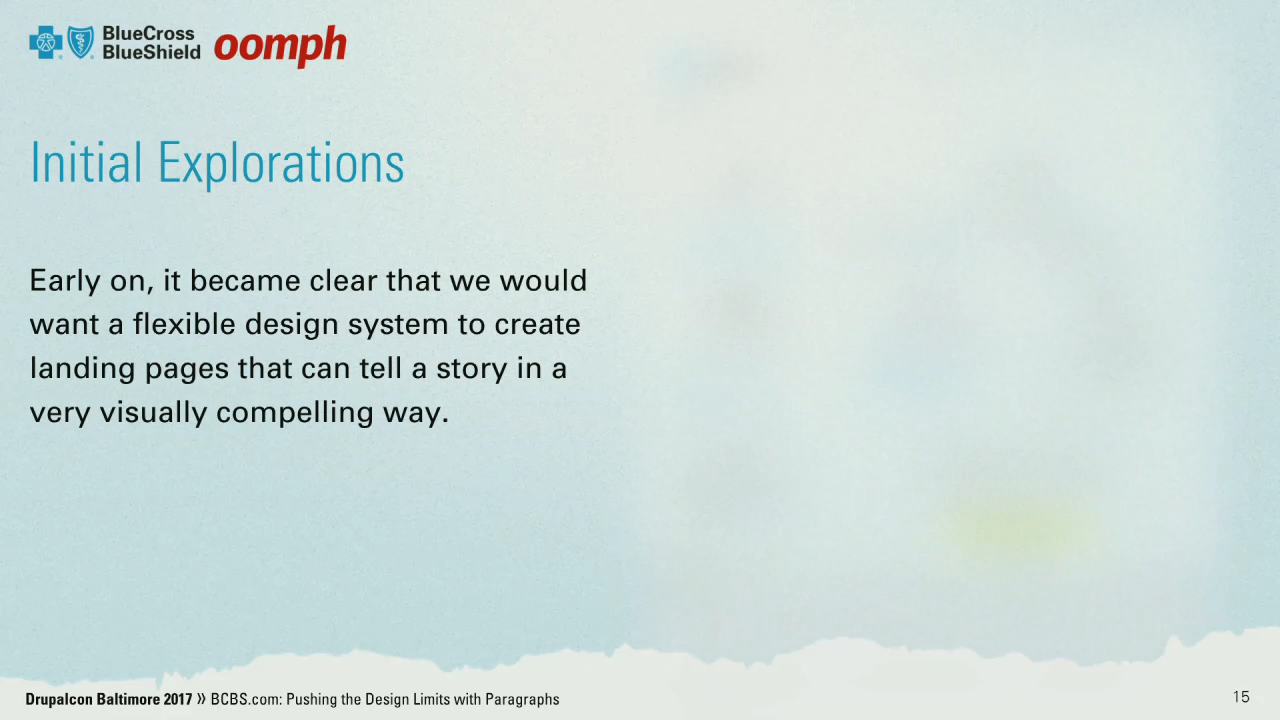 BlueCross
BlueShield
oomph
Initial Explorations
Early on, it became clear that we would
want a flexible design system to create
landing pages that can tell a story in a
very visually compelling way.
Drupalcon Baltimore 2017 » BCBS.com: Pushing the Design Limits with Paragraphs
15